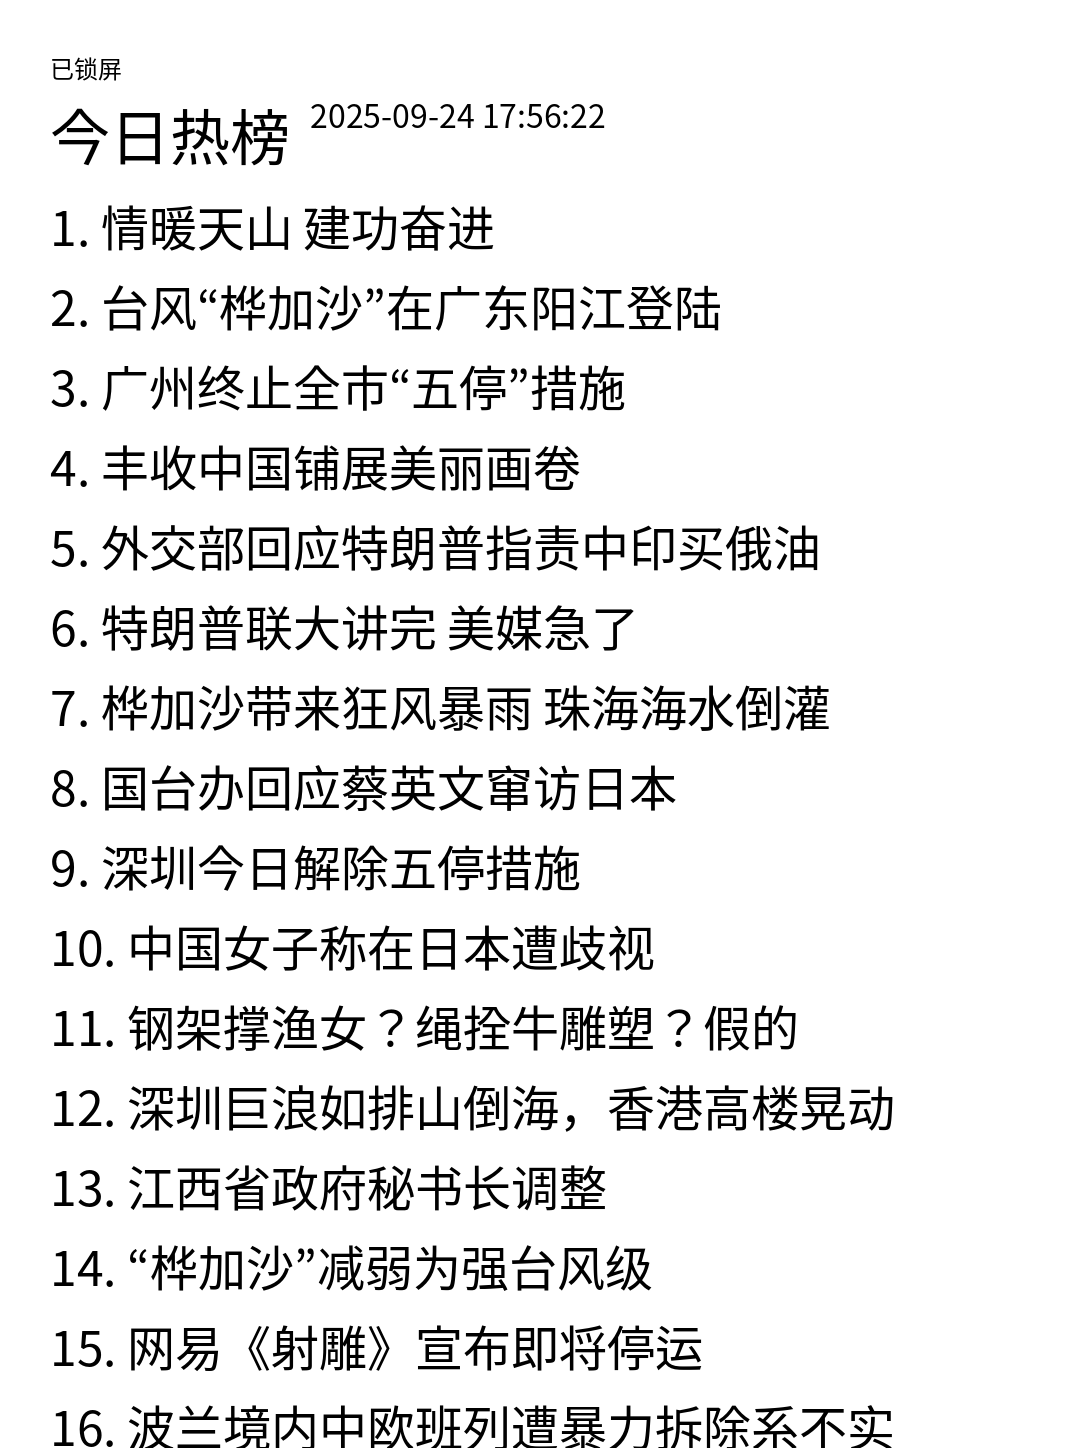 已锁屏
今日热榜 2025-09-24 17:56:22
1. 情暖天山 建功奋进
2. 台风“桦加沙”在广东阳江登陆
3. 广州终止全市“五停”措施
4. 丰收中国铺展美丽画卷
5. 外交部回应特朗普指责中印买俄油
6. 特朗普联大讲完 美媒急了
7. 桦加沙带来狂风暴雨 珠海海水倒灌
8. 国台办回应蔡英文窜访日本
9. 深圳今日解除五停措施
10. 中国女子称在日本遭歧视
11. 钢架撑渔女？绳拴牛雕塑？假的
12. 深圳巨浪如排山倒海，香港高楼晃动
13. 江西省政府秘书长调整
14. “桦加沙”减弱为强台风级
15. 网易《射雕》宣布即将停运
16. 波兰境内中欧班列遭暴力拆除系不实